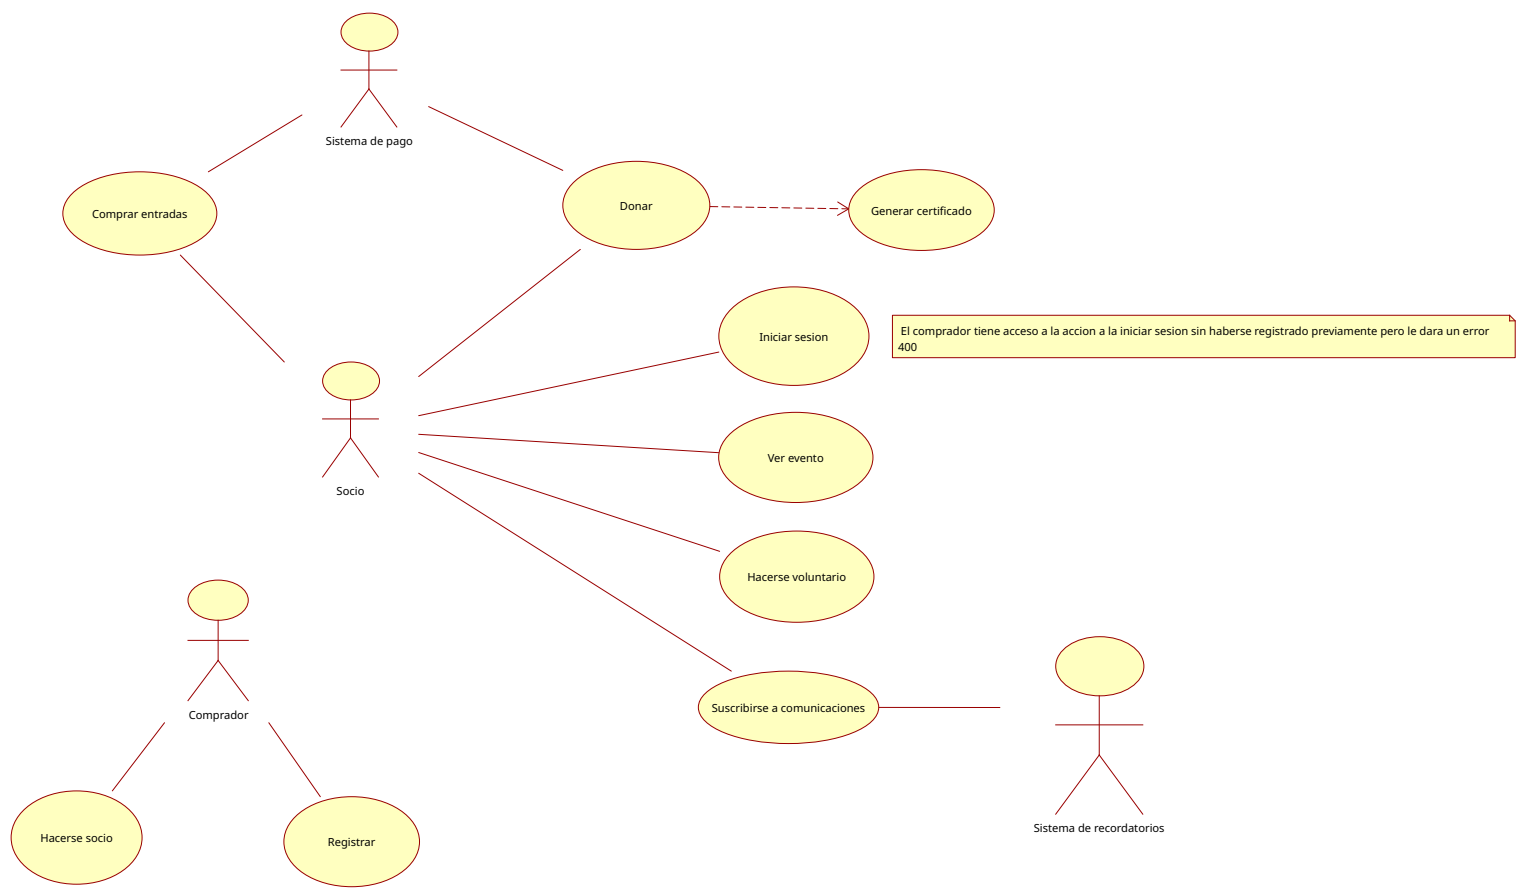 Sistema de pago
Comprar entradas
Donar
Generar certificado
Iniciar sesion
El comprador tiene acceso a la accion a la iniciar sesion sin haberse registrado previamente pero le dara un error
400
Ver evento
Socio
Hacerse voluntario
Suscribirse a comunicaciones
Comprador
Sistema de recordatorios
Hacerse socio
Registrar